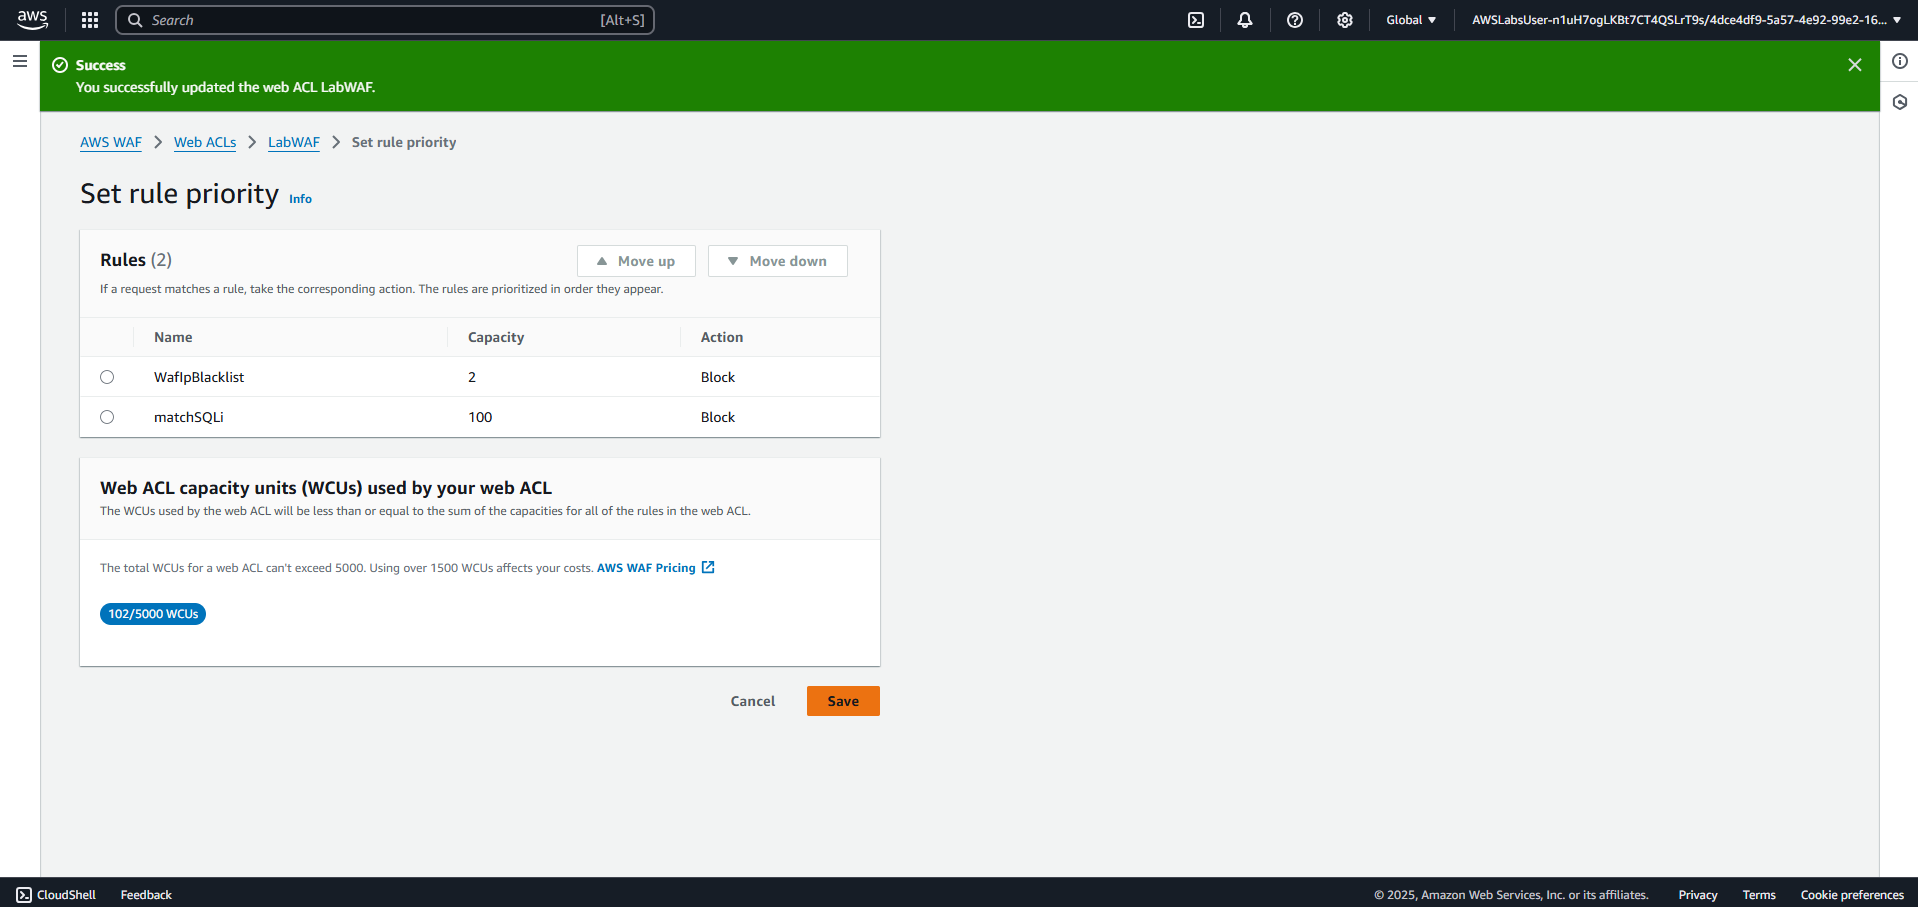 aws
Search [Alt+S]
Global
AWSLabsUser-n1uH7ogLKBt7CT4QSLrT9s/4dce4df9-5a57-4e92-99e2-16...
Success
You successfully updated the web ACL LabWAF.
AWS WAF > Web ACLs > LabWAF > Set rule priority
Set rule priority Info
Rules (2)
Move up
Move down
If a request matches a rule, take the corresponding action. The rules are prioritized in order they appear.
Name Capacity Action
WafIpBlacklist 2 Block
matchSQLi 100 Block
Web ACL capacity units (WCUs) used by your web ACL
The WCUs used by the web ACL will be less than or equal to the sum of the capacities for all of the rules in the web ACL.
The total WCUs for a web ACL can't exceed 5000. Using over 1500 WCUs affects your costs. AWS WAF Pricing
102/5000 WCUs
Cancel Save
CloudShell Feedback © 2025, Amazon Web Services, Inc. or its affiliates. Privacy Terms Cookie preferences